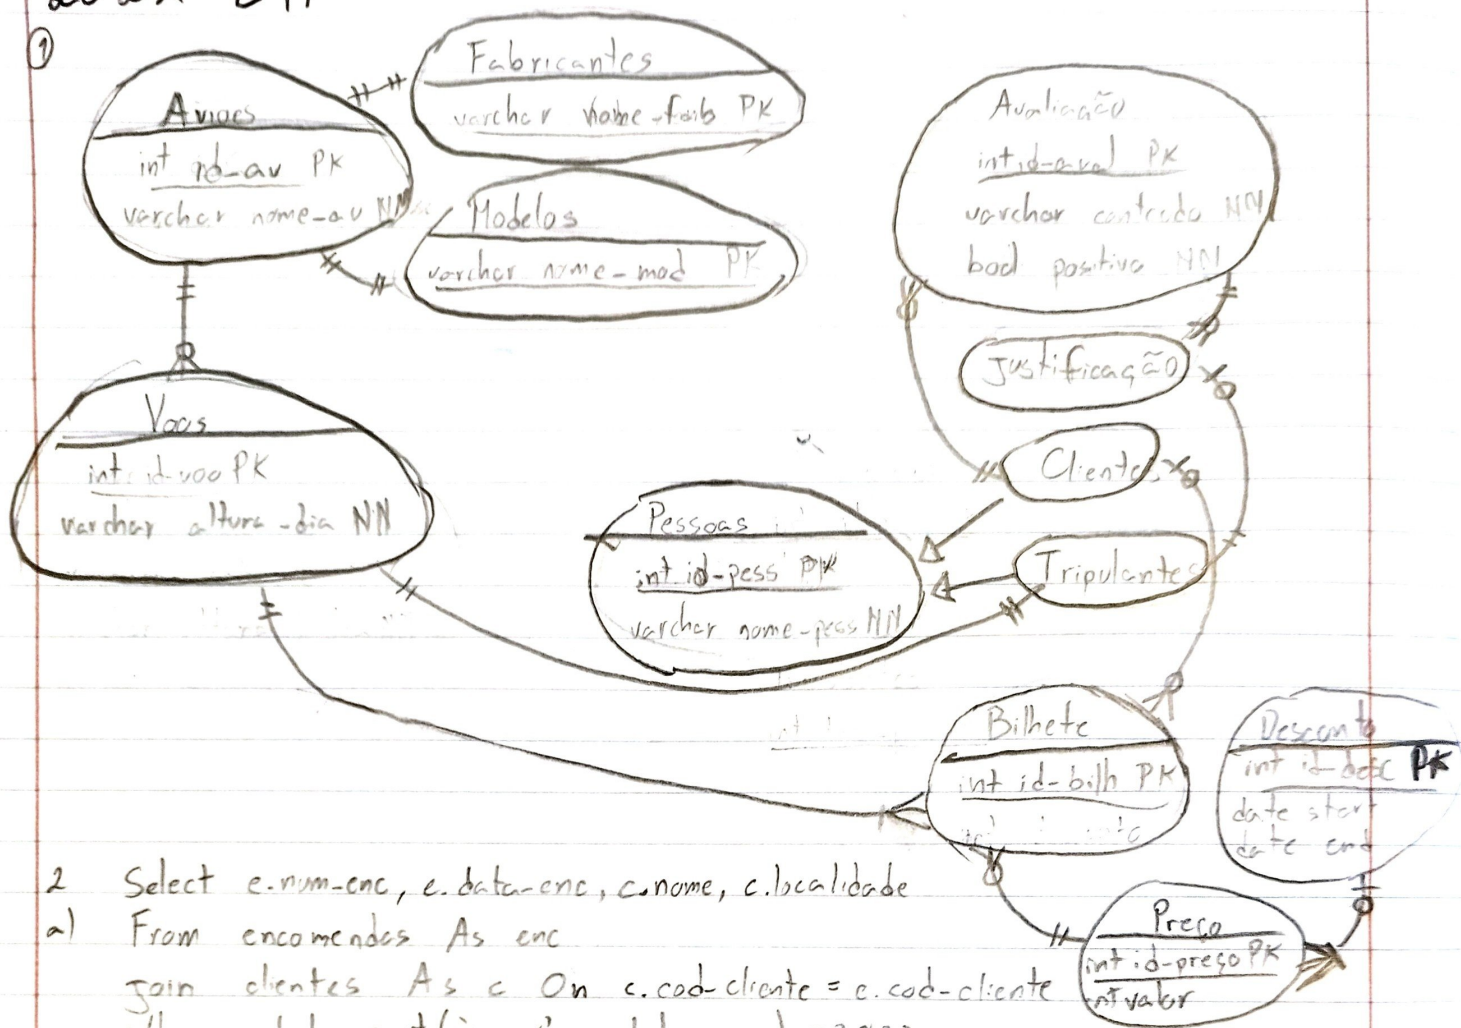 1
Fabricantes
varchar nome-fab PK
Avioes
int id-av PK
varchar nome-av NN
Modelos
varchar nome-mod PK
Avaliação
int id-aval PK
varchar conteudo NN
bool positiva NN
Justificação
Clientes
Tripulantes
Voos
int id-voo PK
varchar altura-dia NN
Pessoas
int id-pess PK
varchar nome-pess NN
Bilhete
int id-bilh PK
Desconto
int id-desc PK
date start
date end
Preço
int id-preço PK
int valor
2 Select e.num-enc, e.data-enc, c.nome, c.localidade
a) From encomendas As enc
join clientes As c On c.cod-cliente = e.cod-cliente